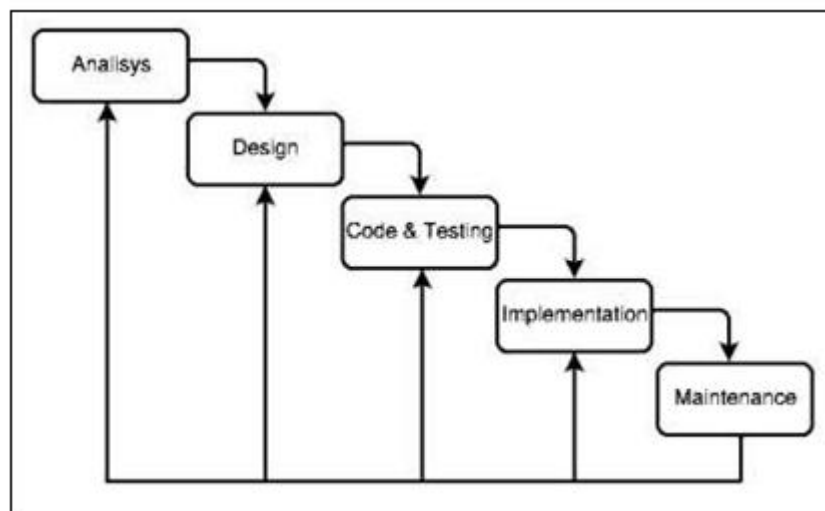 Analisys
Design
Code & Testing
Implementation
Maintenance